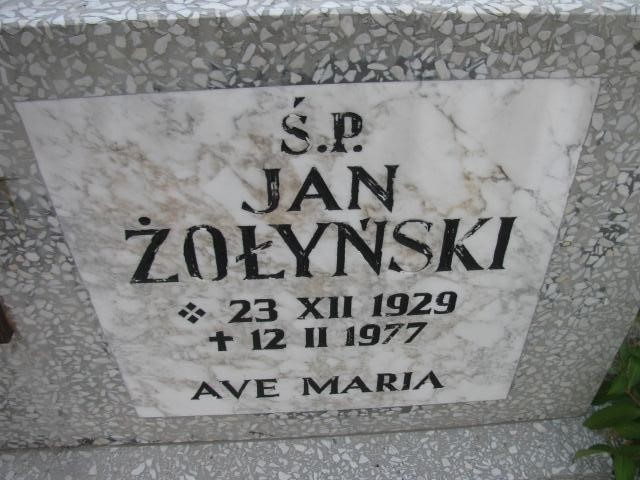 Ś.P.
JAN
ŻOŁYŃSKI
❖ 23 XII 1929
✝ 12 II 1977
AVE MARIA